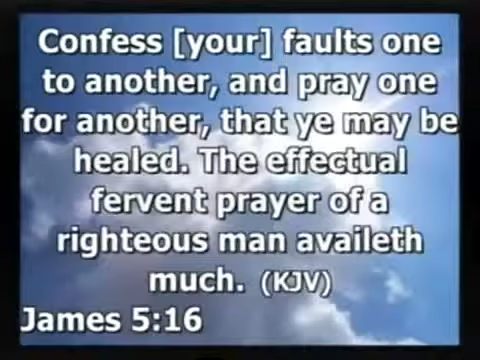 Confess [your] faults one
to another, and pray one
for another, that ye may be
healed. The effectual
fervent prayer of a
righteous man availeth
much. (KJV)
James 5:16